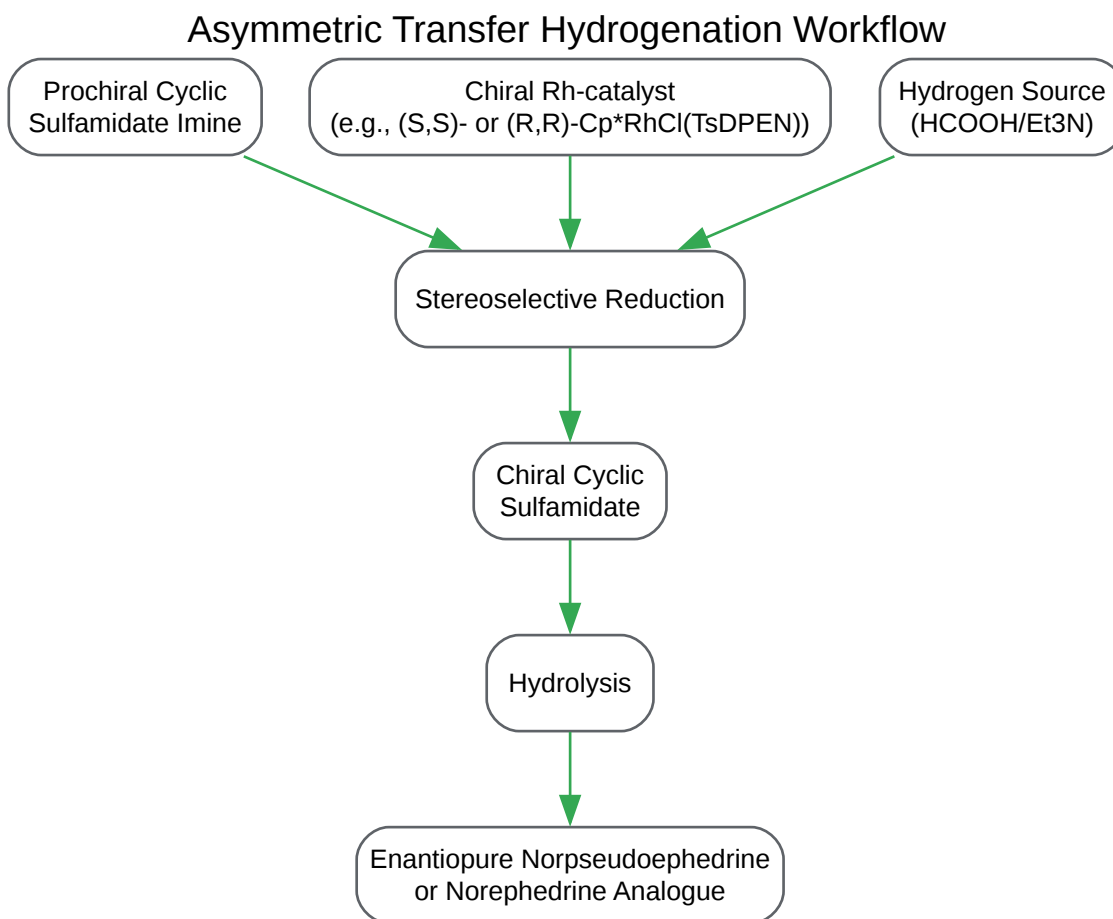 Asymmetric Transfer Hydrogenation Workflow
Prochiral Cyclic
Sulfamidate Imine
Chiral Rh-catalyst
(e.g., (S,S)- or (R,R)-Cp*RhCl(TsDPEN))
Hydrogen Source
(HCOOH/Et3N)
Stereoselective Reduction
Chiral Cyclic
Sulfamidate
Hydrolysis
Enantiopure Norpseudoephedrine
or Norephedrine Analogue